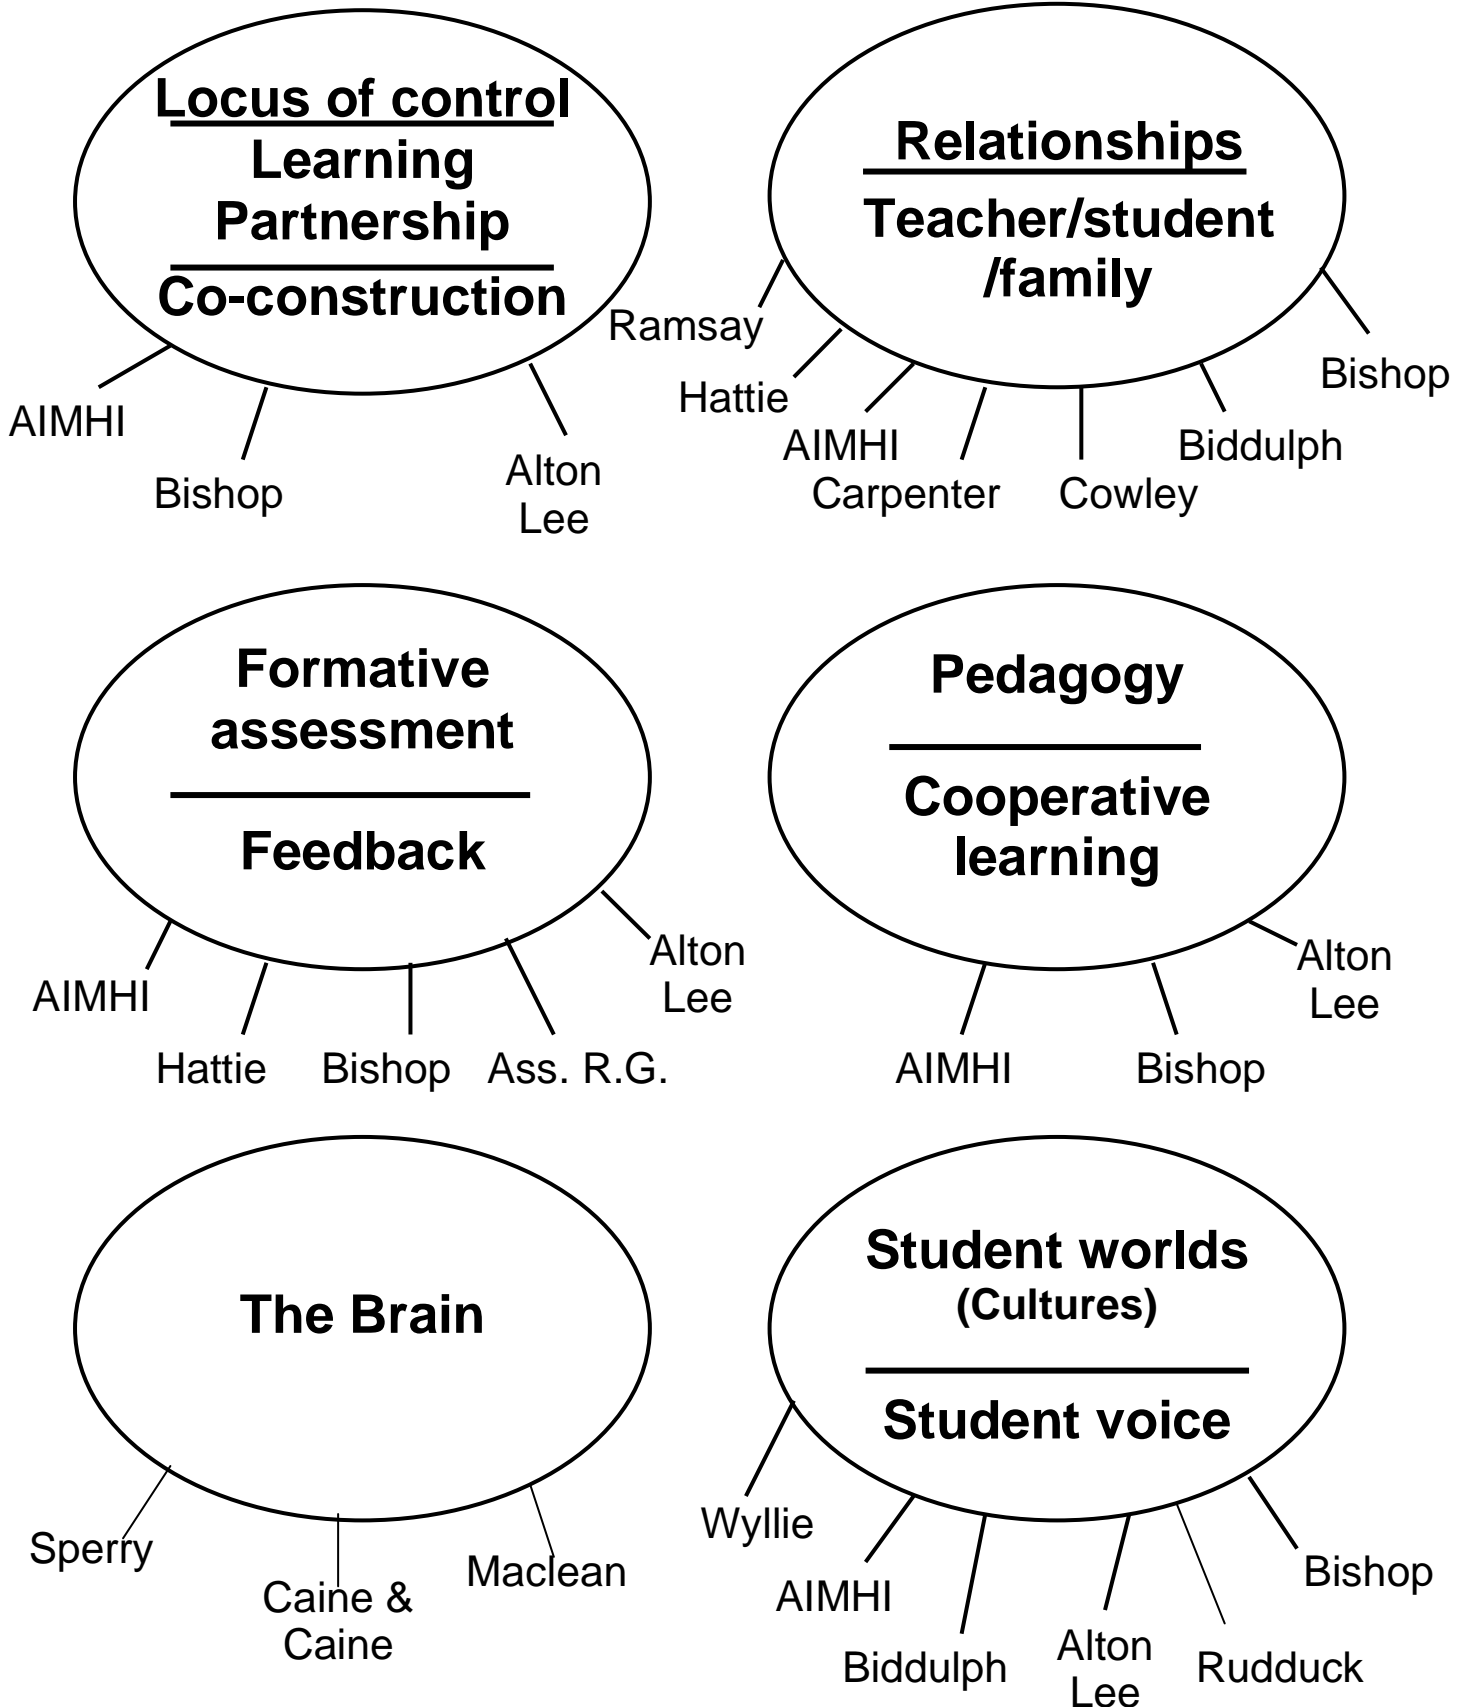 Locus of control
Learning
Partnership
Co-construction
AIMHI
Bishop
Alton
Lee
Relationships
Teacher/student
/family
Ramsay
Hattie
AIMHI
Carpenter
Cowley
Biddulph
Bishop
Formative
assessment
Feedback
AIMHI
Hattie
Bishop
Ass. R.G.
Alton
Lee
Pedagogy
Cooperative
learning
AIMHI
Bishop
Alton
Lee
The Brain
Sperry
Caine &
Caine
Maclean
Student worlds
(Cultures)
Student voice
Wyllie
AIMHI
Biddulph
Alton
Lee
Rudduck
Bishop